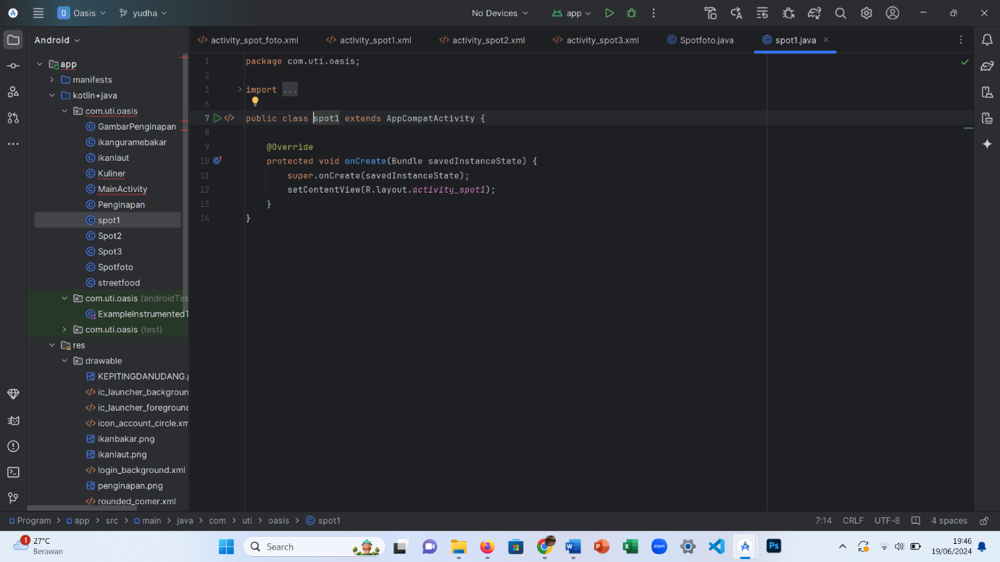 O Oasis yudha No Devices app
Android activity_spot_foto.xml activity_spot1.xml activity_spot2.xml activity_spot3.xml Spotfoto.java spot1.java
app
manifests
kotlin+java
com.uti.oasis
GambarPenginapan
ikanguramebakar
ikanlaut
Kuliner
MainActivity
Penginapan
spot1
Spot2
Spot3
Spotfoto
streetfood
com.uti.oasis (androidTes
ExampleInstrumentedT
com.uti.oasis (test)
res
drawable
KEPITINGDANUDANG.p
ic_launcher_backgroun
ic_launcher_foreground
icon_account_circle.xm
ikanbakar.png
ikanlaut.png
login_background.xml
penginapan.png
rounded_comer.xml
1 package com.uti.oasis;
2
3 import ...
6
7 public class spot1 extends AppCompatActivity {
8
9 @Override
10 protected void onCreate(Bundle savedInstanceState) {
11 super.onCreate(savedInstanceState);
12 setContentView(R.layout.activity_spot1);
13 }
14 }
Program > app > src > main > java > com > uti > oasis > spot1 7:14 CRLF UTF-8 4 spaces
1 27°C
Berawan
Search
zoom
Ps
19:46
19/06/2024